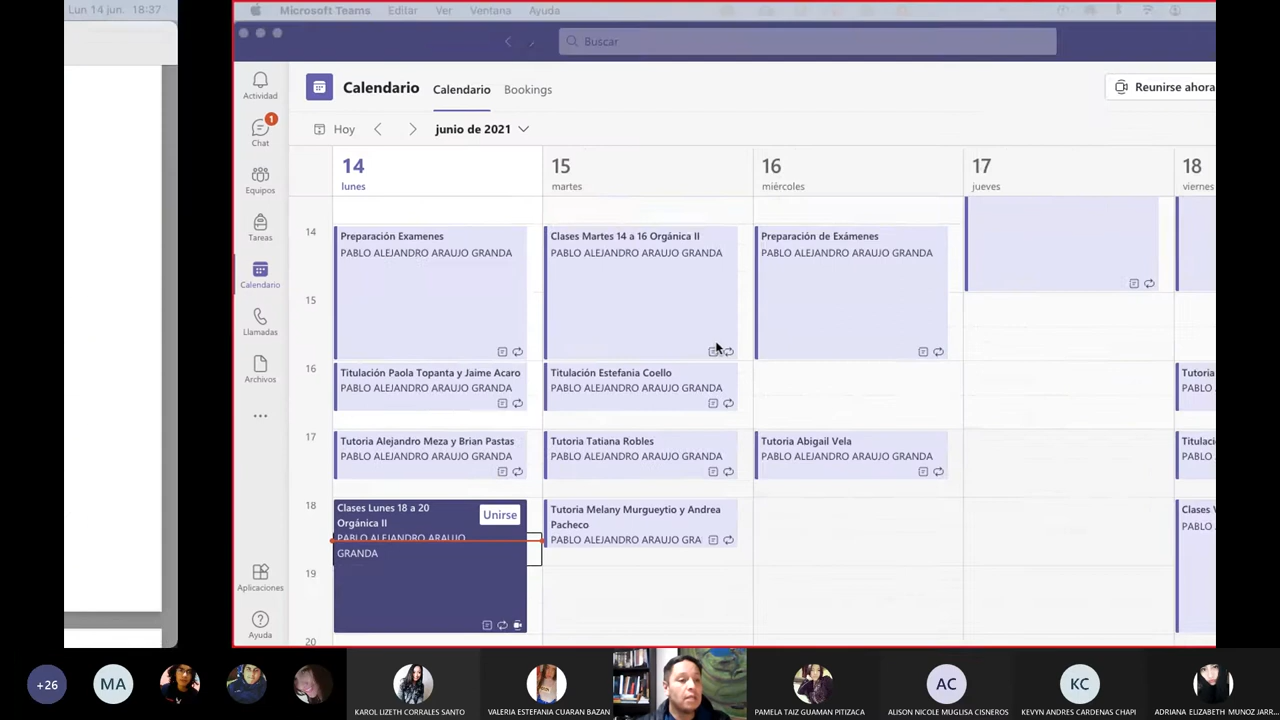 Lun 14 jun. 18:37
Microsoft Teams Editar Ver Ventana Ayuda
Buscar
Actividad
Chat
1
Equipos
Tareas
Calendario
Llamadas
Archivos
Aplicaciones
Ayuda
Calendario Calendario Bookings
Reunirse ahora
Hoy junio de 2021
14 lunes
15 martes
16 miércoles
17 jueves
18 viernes
14
15
16
17
18
19
20
Preparación Examenes
PABLO ALEJANDRO ARAUJO GRANDA
Titulación Paola Topanta y Jaime Acaro
PABLO ALEJANDRO ARAUJO GRANDA
Tutoria Alejandro Meza y Brian Pastas
PABLO ALEJANDRO ARAUJO GRANDA
Clases Lunes 18 a 20
Orgánica II
Unirse
PABLO ALEJANDRO ARAUJO
GRANDA
Clases Martes 14 a 16 Orgánica II
PABLO ALEJANDRO ARAUJO GRANDA
Titulación Estefania Coello
PABLO ALEJANDRO ARAUJO GRANDA
Tutoria Tatiana Robles
PABLO ALEJANDRO ARAUJO GRANDA
Tutoria Melany Murgueytio y Andrea
Pacheco
PABLO ALEJANDRO ARAUJO GRA
Preparación de Exámenes
PABLO ALEJANDRO ARAUJO GRANDA
Tutoria Abigail Vela
PABLO ALEJANDRO ARAUJO GRANDA
Tutoria
PABLO
Titulaci
PABLO
Clases V
PABLO
+26
MA
KAROL LIZETH CORRALES SANTO
VALERIA ESTEFANIA CUARAN BAZAN
PAMELA TAIZ GUAMAN PITIZACA
AC
ALISON NICOLE MUGLISA CISNEROS
KC
KEVYN ANDRES CARDENAS CHAPI
ADRIANA ELIZABETH MUNOZ JARR...